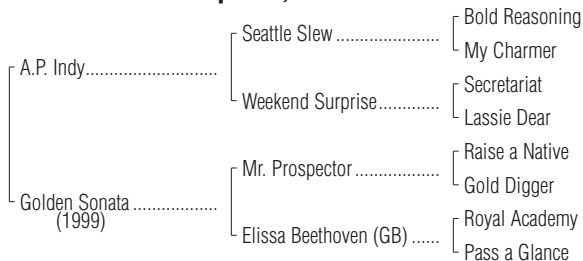 Bold Reasoning
Seattle Slew ....................
My Charmer
A.P. Indy.........................
Secretariat
Weekend Surprise............
Lassie Dear
Raise a Native
Mr. Prospector ................
Gold Digger
Golden Sonata ................
(1999)
Royal Academy
Elissa Beethoven (GB) ......
Pass a Glance